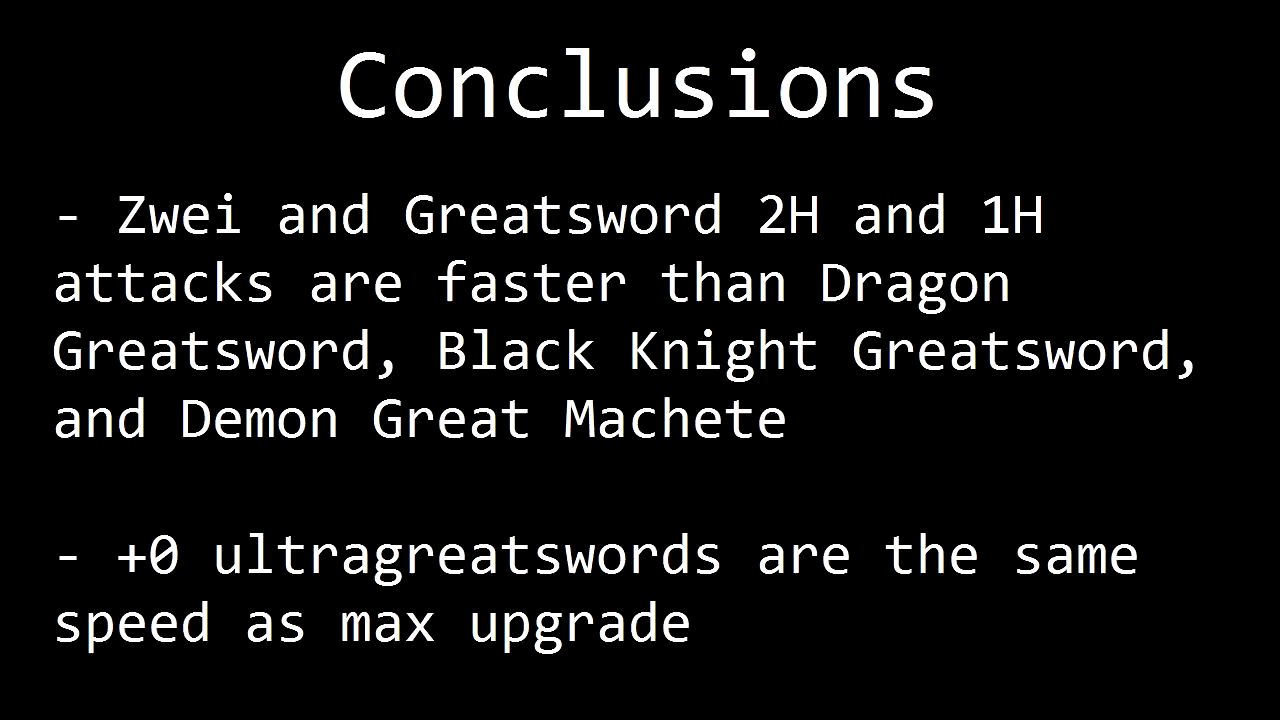 Conclusions
- Zwei and Greatsword 2H and 1H
attacks are faster than Dragon
Greatsword, Black Knight Greatsword,
and Demon Great Machete
- +0 ultragreatswords are the same
speed as max upgrade